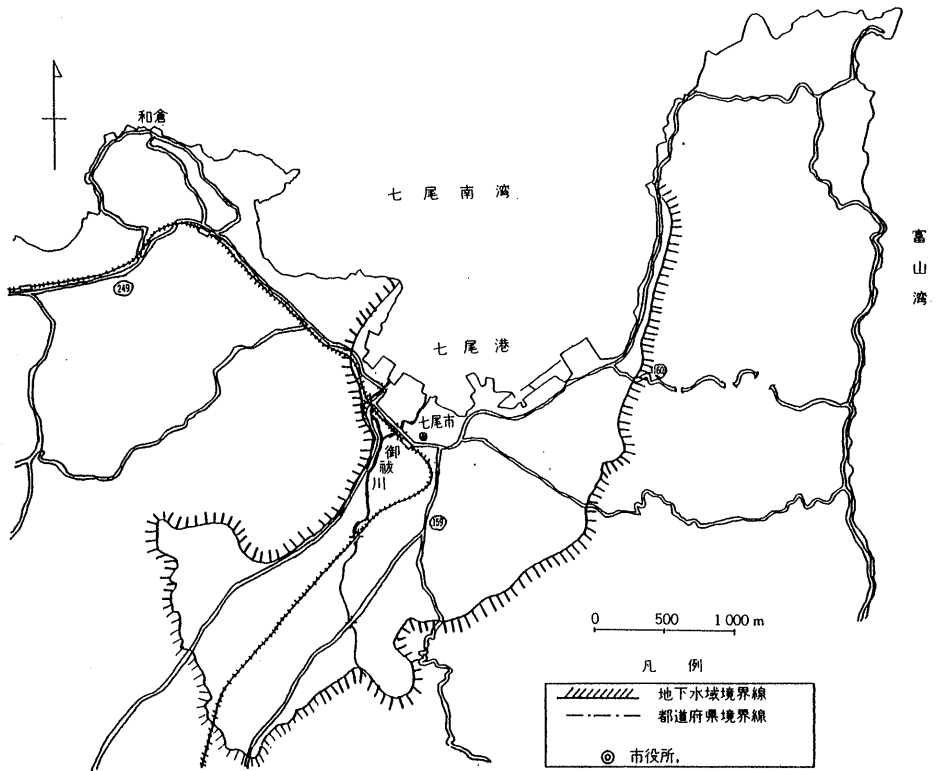 和倉
七尾南湾
富山湾
249
七尾港
160
七尾市
御祓川
159
0 500 1 000 m
凡例
地下水域境界線
都道府県境界線
市役所.